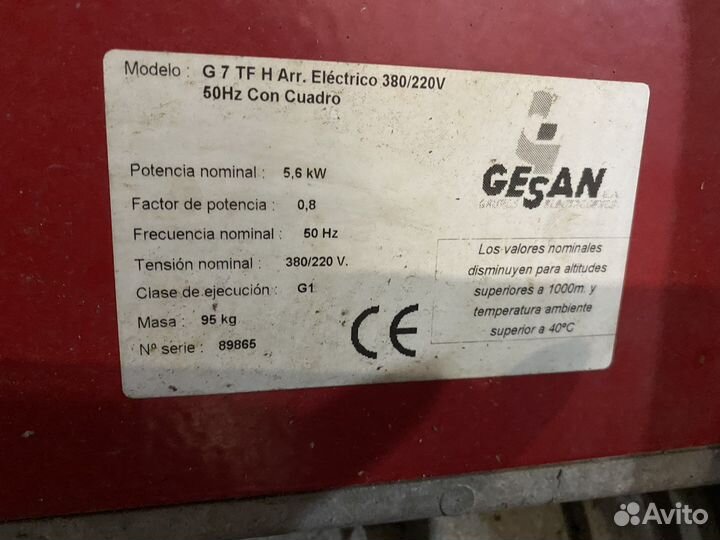 Modelo : G 7 TF H Arr. Eléctrico 380/220V
50Hz Con Cuadro
Potencia nominal : 5,6 kW
Factor de potencia : 0,8
Frecuencia nominal : 50 Hz
Tensión nominal : 380/220 V.
Clase de ejecución : G1
Masa : 95 kg
Nº serie : 89865
GESAN
GRUPOS ELECTROGENOS
Los valores nominales
disminuyen para altitudes
superiores a 1000m. y
temperatura ambiente
superior a 40ºC
CE
Avito